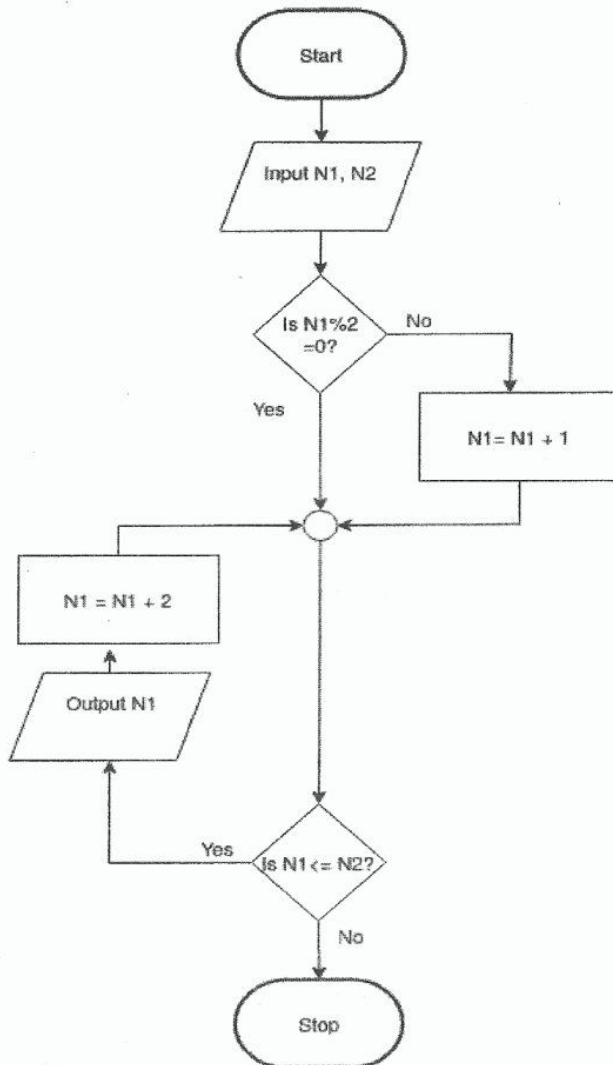 Start
Input N1, N2
Is N1%2
=0?
No
Yes
N1= N1 + 1
N1 = N1 + 2
Output N1
Yes
Is N1<= N2?
No
Stop